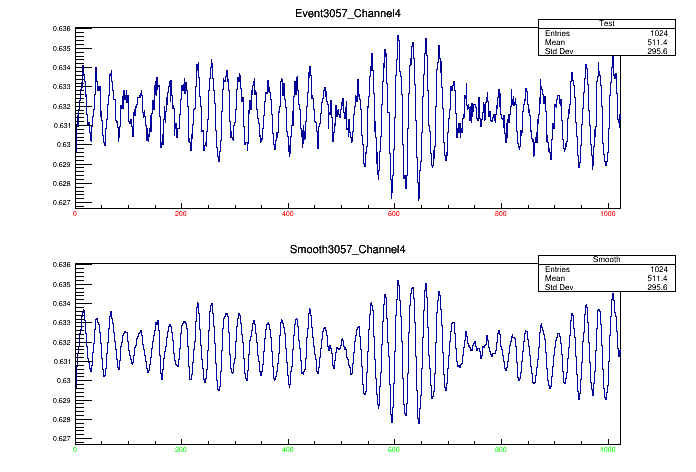 Event3057_Channel4
Test
Entries 1024
Mean 511.4
Std Dev 295.6
0.636
0.635
0.634
0.633
0.632
0.631
0.63
0.629
0.628
0.627
0 200 400 600 800 1000
Smooth3057_Channel4
Smooth
Entries 1024
Mean 511.4
Std Dev 295.6
0.636
0.635
0.634
0.633
0.632
0.631
0.63
0.629
0.628
0.627
0 200 400 600 800 1000